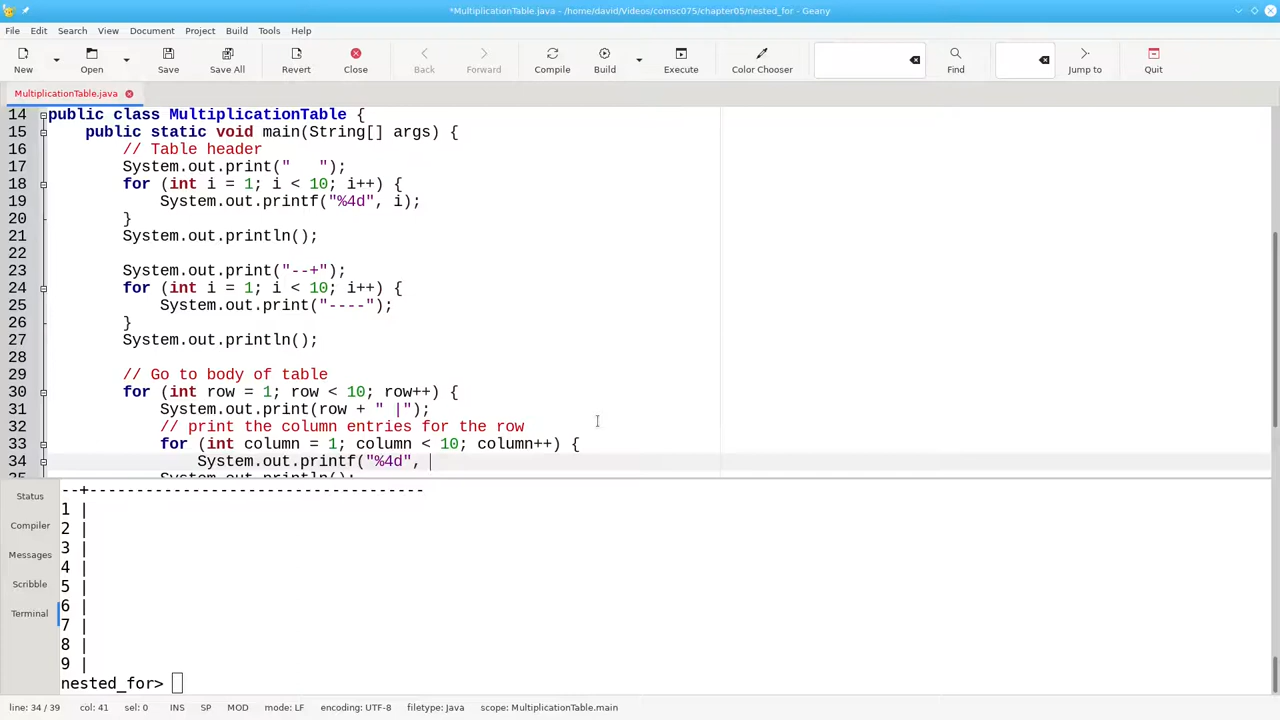 *MultiplicationTable.java - /home/david/Videos/comsc075/chapter05/nested_for - Geany
File Edit Search View Document Project Build Tools Help
New Open Save Save All Revert Close Back Forward Compile Build Execute Color Chooser Find Jump to Quit
MultiplicationTable.java
14 public class MultiplicationTable {
15     public static void main(String[] args) {
16         // Table header
17         System.out.print("   ");
18         for (int i = 1; i < 10; i++) {
19             System.out.printf("%4d", i);
20         }
21         System.out.println();
22
23         System.out.print("--+");
24         for (int i = 1; i < 10; i++) {
25             System.out.print("----");
26         }
27         System.out.println();
28
29         // Go to body of table
30         for (int row = 1; row < 10; row++) {
31             System.out.print(row + " |");
32             // print the column entries for the row
33             for (int column = 1; column < 10; column++) {
34                 System.out.printf("%4d",
35         System.out.println();
Status
Compiler
Messages
Scribble
Terminal
--+------------------------------------
1 |
2 |
3 |
4 |
5 |
6 |
7 |
8 |
9 |
nested_for>
line: 34 / 39 col: 41 sel: 0 INS SP MOD mode: LF encoding: UTF-8 filetype: Java scope: MultiplicationTable.main